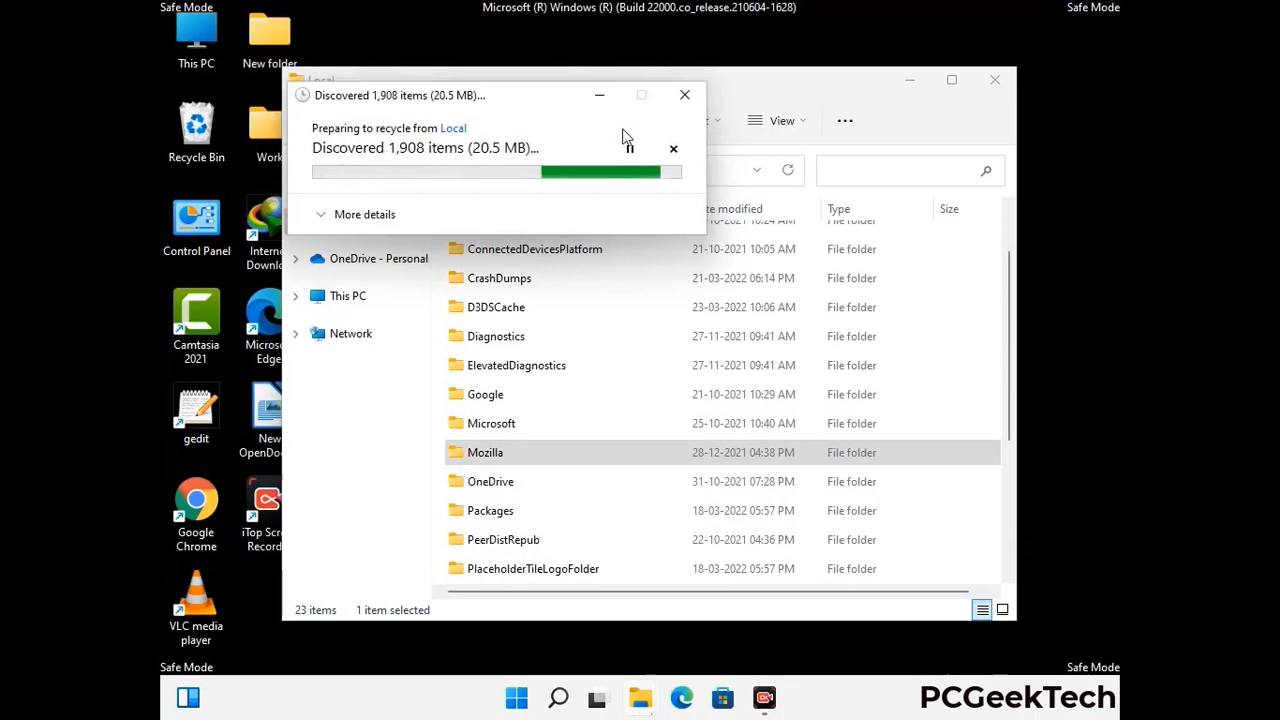 Safe Mode
Microsoft (R) Windows (R) (Build 22000.co_release.210604-1628)
Safe Mode
This PC
New folder
Recycle Bin
Work
Control Panel
Intern
Downlo
Camtasia
2021
Micros
Edge
gedit
New
OpenDoc
Google
Chrome
iTop Scr
Record
VLC media
player
Local
Discovered 1,908 items (20.5 MB)...
Preparing to recycle from Local
Discovered 1,908 items (20.5 MB)...
More details
View
te modified
Type
Size
File folder
OneDrive - Personal
This PC
Network
ConnectedDevicesPlatform 21-10-2021 10:05 AM File folder
CrashDumps 21-03-2022 06:14 PM File folder
D3DSCache 23-03-2022 10:06 AM File folder
Diagnostics 27-11-2021 09:41 AM File folder
ElevatedDiagnostics 27-11-2021 09:41 AM File folder
Google 21-10-2021 10:29 AM File folder
Microsoft 25-10-2021 10:40 AM File folder
Mozilla 28-12-2021 04:38 PM File folder
OneDrive 31-10-2021 07:28 PM File folder
Packages 18-03-2022 05:57 PM File folder
PeerDistRepub 22-10-2021 04:36 PM File folder
PlaceholderTileLogoFolder 18-03-2022 05:57 PM File folder
23 items 1 item selected
Safe Mode
Safe Mode
PCGeekTech